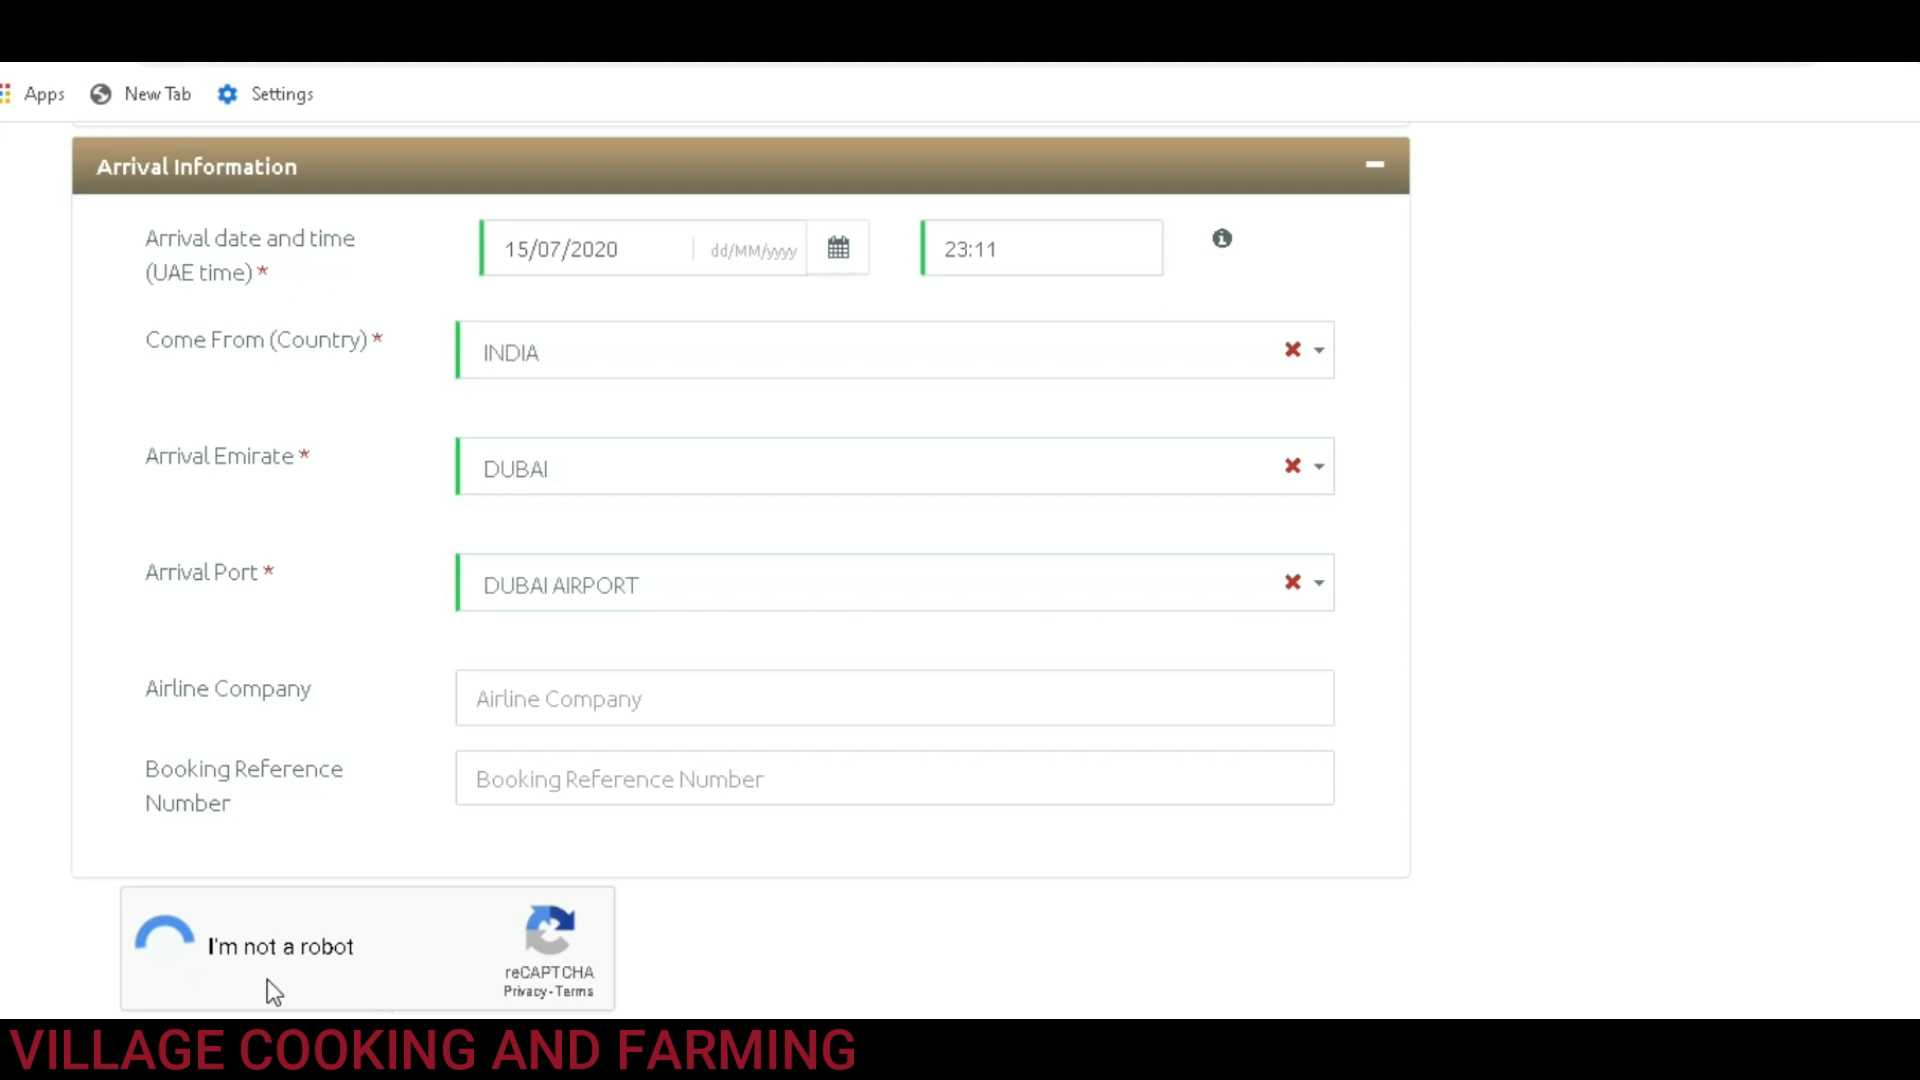 Apps New Tab Settings
Arrival Information
Arrival date and time
(UAE time) *
15/07/2020 dd/MM/yyyy 23:11
Come From (Country) *
INDIA
Arrival Emirate *
DUBAI
Arrival Port *
DUBAI AIRPORT
Airline Company
Airline Company
Booking Reference
Number
Booking Reference Number
I'm not a robot
reCAPTCHA
Privacy - Terms
VILLAGE COOKING AND FARMING